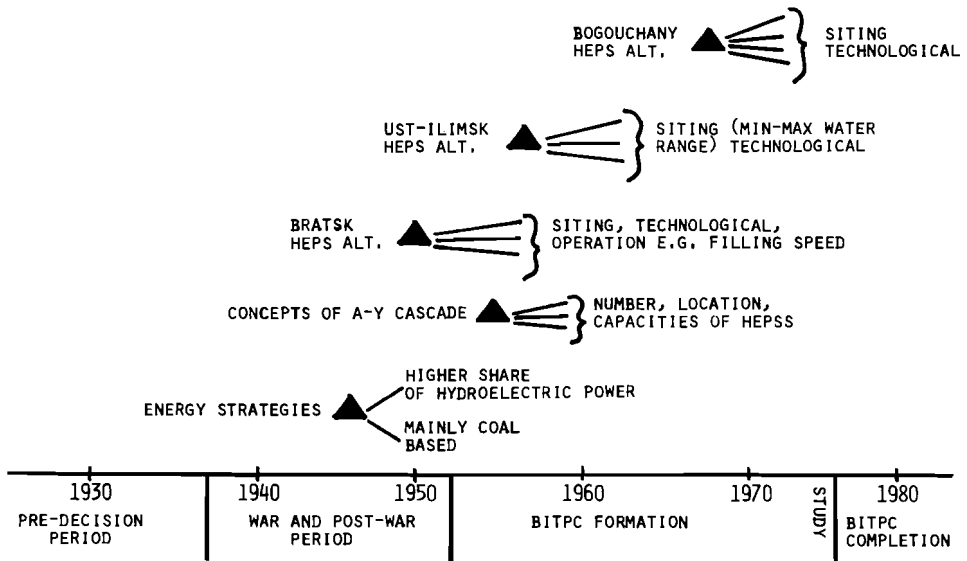 BOGOUCHANY
HEPS ALT.
SITING
TECHNOLOGICAL
UST-ILIMSK
HEPS ALT.
SITING (MIN-MAX WATER
RANGE) TECHNOLOGICAL
BRATSK
HEPS ALT.
SITING, TECHNOLOGICAL,
OPERATION E.G. FILLING SPEED
CONCEPTS OF A-Y CASCADE
NUMBER, LOCATION,
CAPACITIES OF HEPSS
ENERGY STRATEGIES
HIGHER SHARE
OF HYDROELECTRIC POWER
MAINLY COAL
BASED
1930
1940
1950
1960
1970
1980
PRE-DECISION
PERIOD
WAR AND POST-WAR
PERIOD
BITPC FORMATION
STUDY
BITPC
COMPLETION